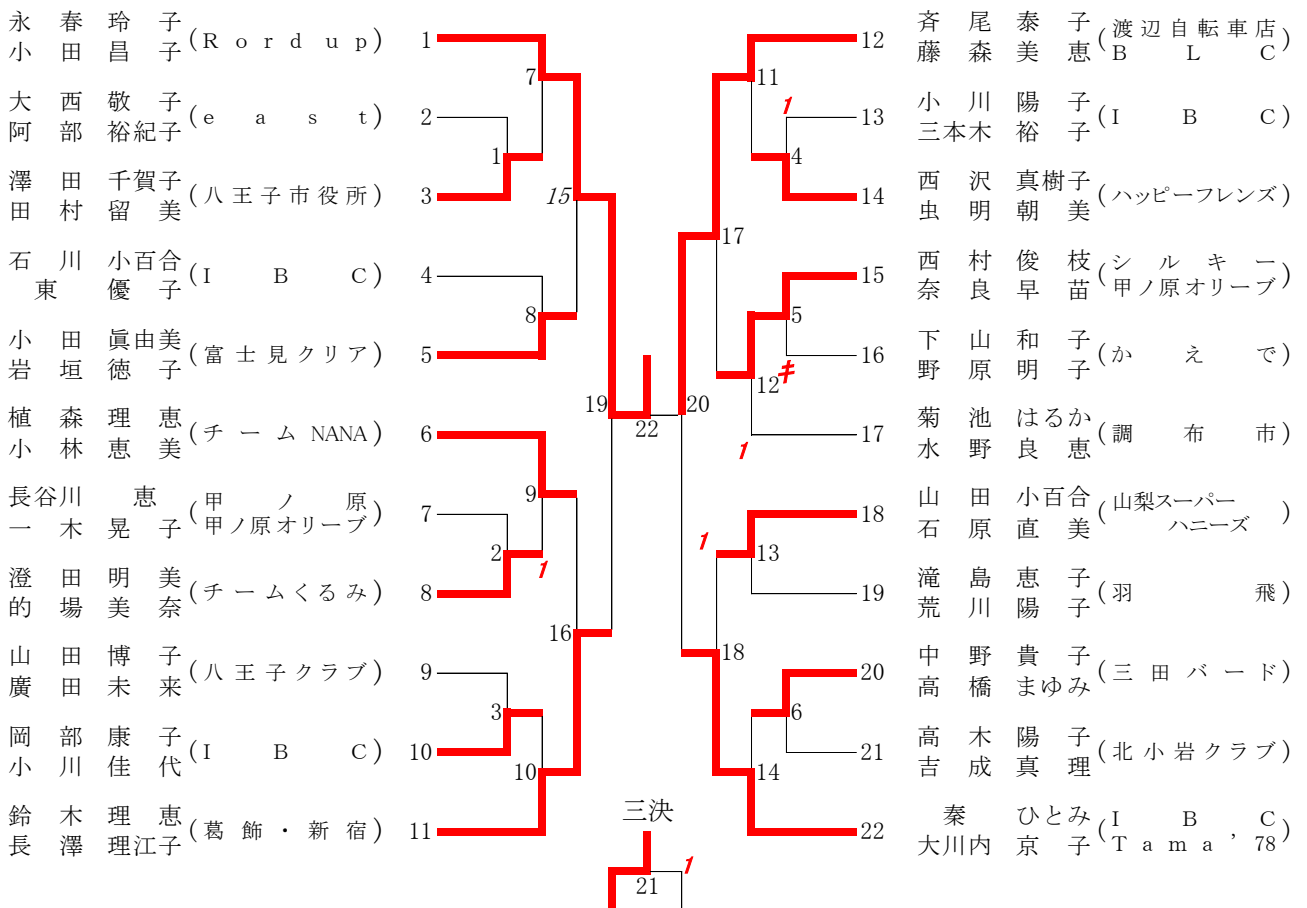 永春玲子
小田昌子
(Rordup)
1
大西敬子
阿部裕紀子
(east)
2
澤田千賀子
田村留美
(八王子市役所)
3
石川小百合
東優子
(IBC)
4
小田眞由美
岩垣徳子
(富士見クリア)
5
植森理恵
小林恵美
(チームNANA)
6
長谷川恵
一木晃子
(甲ノ原
甲ノ原オリーブ)
7
澄田明美
的場美奈
(チームくるみ)
8
山田博子
廣田未来
(八王子クラブ)
9
岡部康子
小川佳代
(IBC)
10
鈴木理恵
長澤理江子
(葛飾・新宿)
11
7
1
15
8
19
9
2
1
16
3
10
22
三決
21
1
20
11
1
4
17
5
12
1
1
13
18
6
14
12
斉尾泰子
藤森美恵
(渡辺自転車店
BLC)
13
小川陽子
三本木裕子
(IBC)
14
西沢真樹子
虫明朝美
(ハッピーフレンズ)
15
西村俊枝
奈良早苗
(シルキー
甲ノ原オリーブ)
16
下山和子
野原明子
(かえで)
17
菊池はるか
水野良恵
(調布市)
18
山田小百合
石原直美
(山梨スーパー
ハニーズ)
19
滝島恵子
荒川陽子
(羽飛)
20
中野貴子
高橋まゆみ
(三田バード)
21
高木陽子
吉成真理
(北小岩クラブ)
22
秦ひとみ
大川内京子
(IBC
Tama,78)